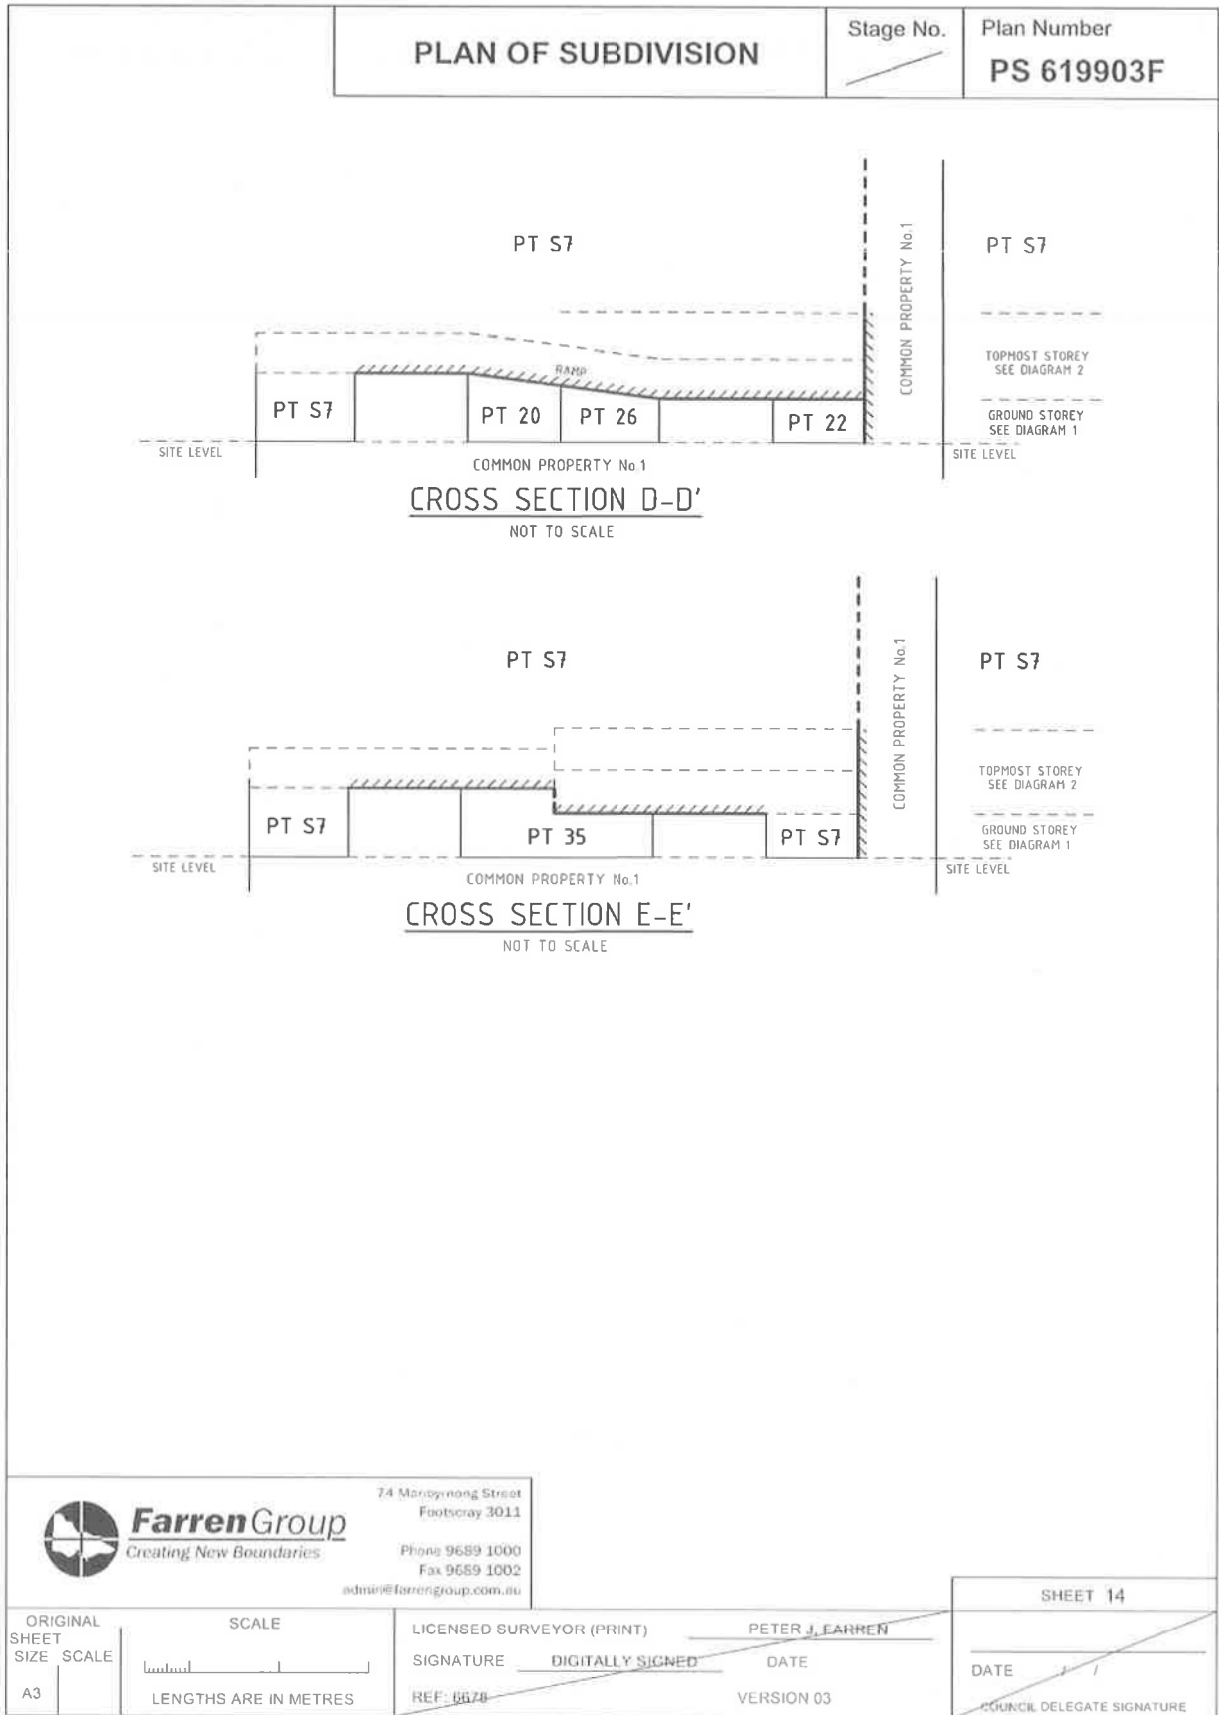 PLAN OF SUBDIVISION
Stage No.
Plan Number
PS 619903F
PT S7
COMMON PROPERTY No.1
PT S7
TOPMOST STOREY
SEE DIAGRAM 2
RAMP
PT S7
PT 20
PT 26
PT 22
GROUND STOREY
SEE DIAGRAM 1
SITE LEVEL
SITE LEVEL
COMMON PROPERTY No.1
CROSS SECTION D-D'
NOT TO SCALE
PT S7
COMMON PROPERTY No.1
PT S7
TOPMOST STOREY
SEE DIAGRAM 2
PT S7
PT 35
PT S7
GROUND STOREY
SEE DIAGRAM 1
SITE LEVEL
SITE LEVEL
COMMON PROPERTY No.1
CROSS SECTION E-E'
NOT TO SCALE
Farren Group
Creating New Boundaries
74 Street
Footscray 3011
Phone 9689 1000
Fax 9689 1002
admin@farrengroup.com.au
SHEET 14
ORIGINAL
SHEET
SIZE SCALE
A3
SCALE
LENGTHS ARE IN METRES
LICENSED SURVEYOR (PRINT) PETER J. FARREN
SIGNATURE DIGITALLY SIGNED DATE
REF: 6678 VERSION 03
DATE / /
COUNCIL DELEGATE SIGNATURE